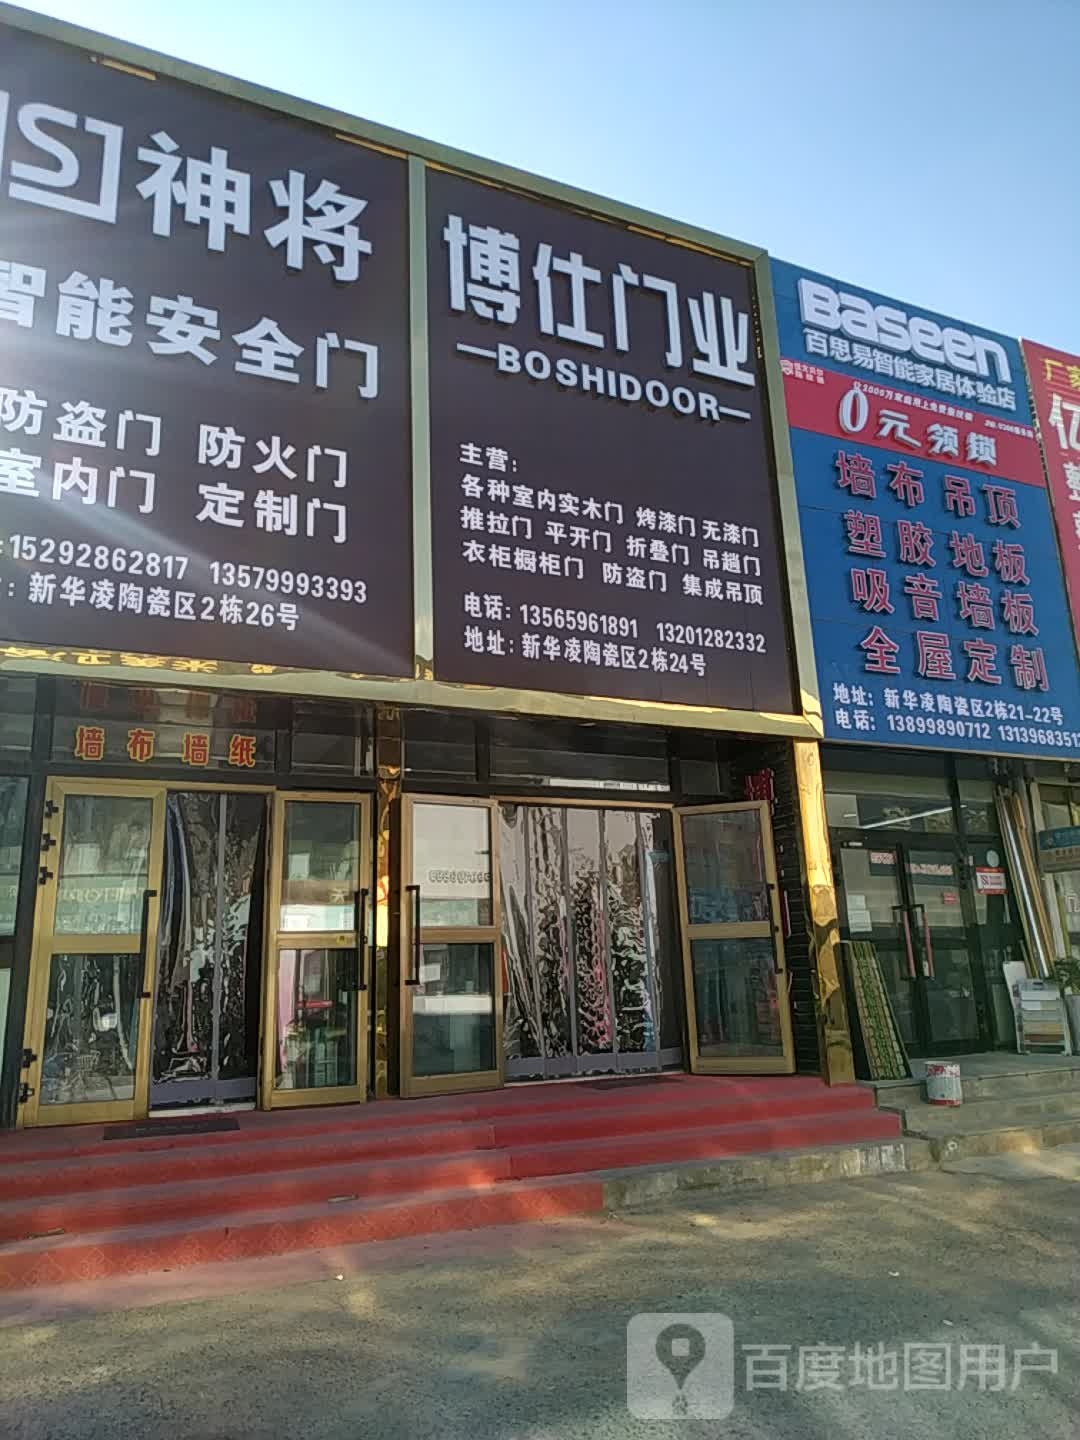 神将
智能安全门
防盗门 防火门
室内门 定制门
:15292862817 13579993393
:新华凌陶瓷区2栋26号
博仕门业
—BOSHIDOOR—
主营：
各种室内实木门 烤漆门 无漆门
推拉门 平开门 折叠门 吊趟门
衣柜橱柜门 防盗门 集成吊顶
电话：13565961891 13201282332
地址：新华凌陶瓷区2栋24号
Baseen
百思易智能家居体验店
0元领锁
墙布吊顶
塑胶地板
吸音墙板
全屋定制
地址：新华凌陶瓷区2栋21-22号
电话：13899890712 1313968351
厂家
亿
墙布墙纸
百度地图用户